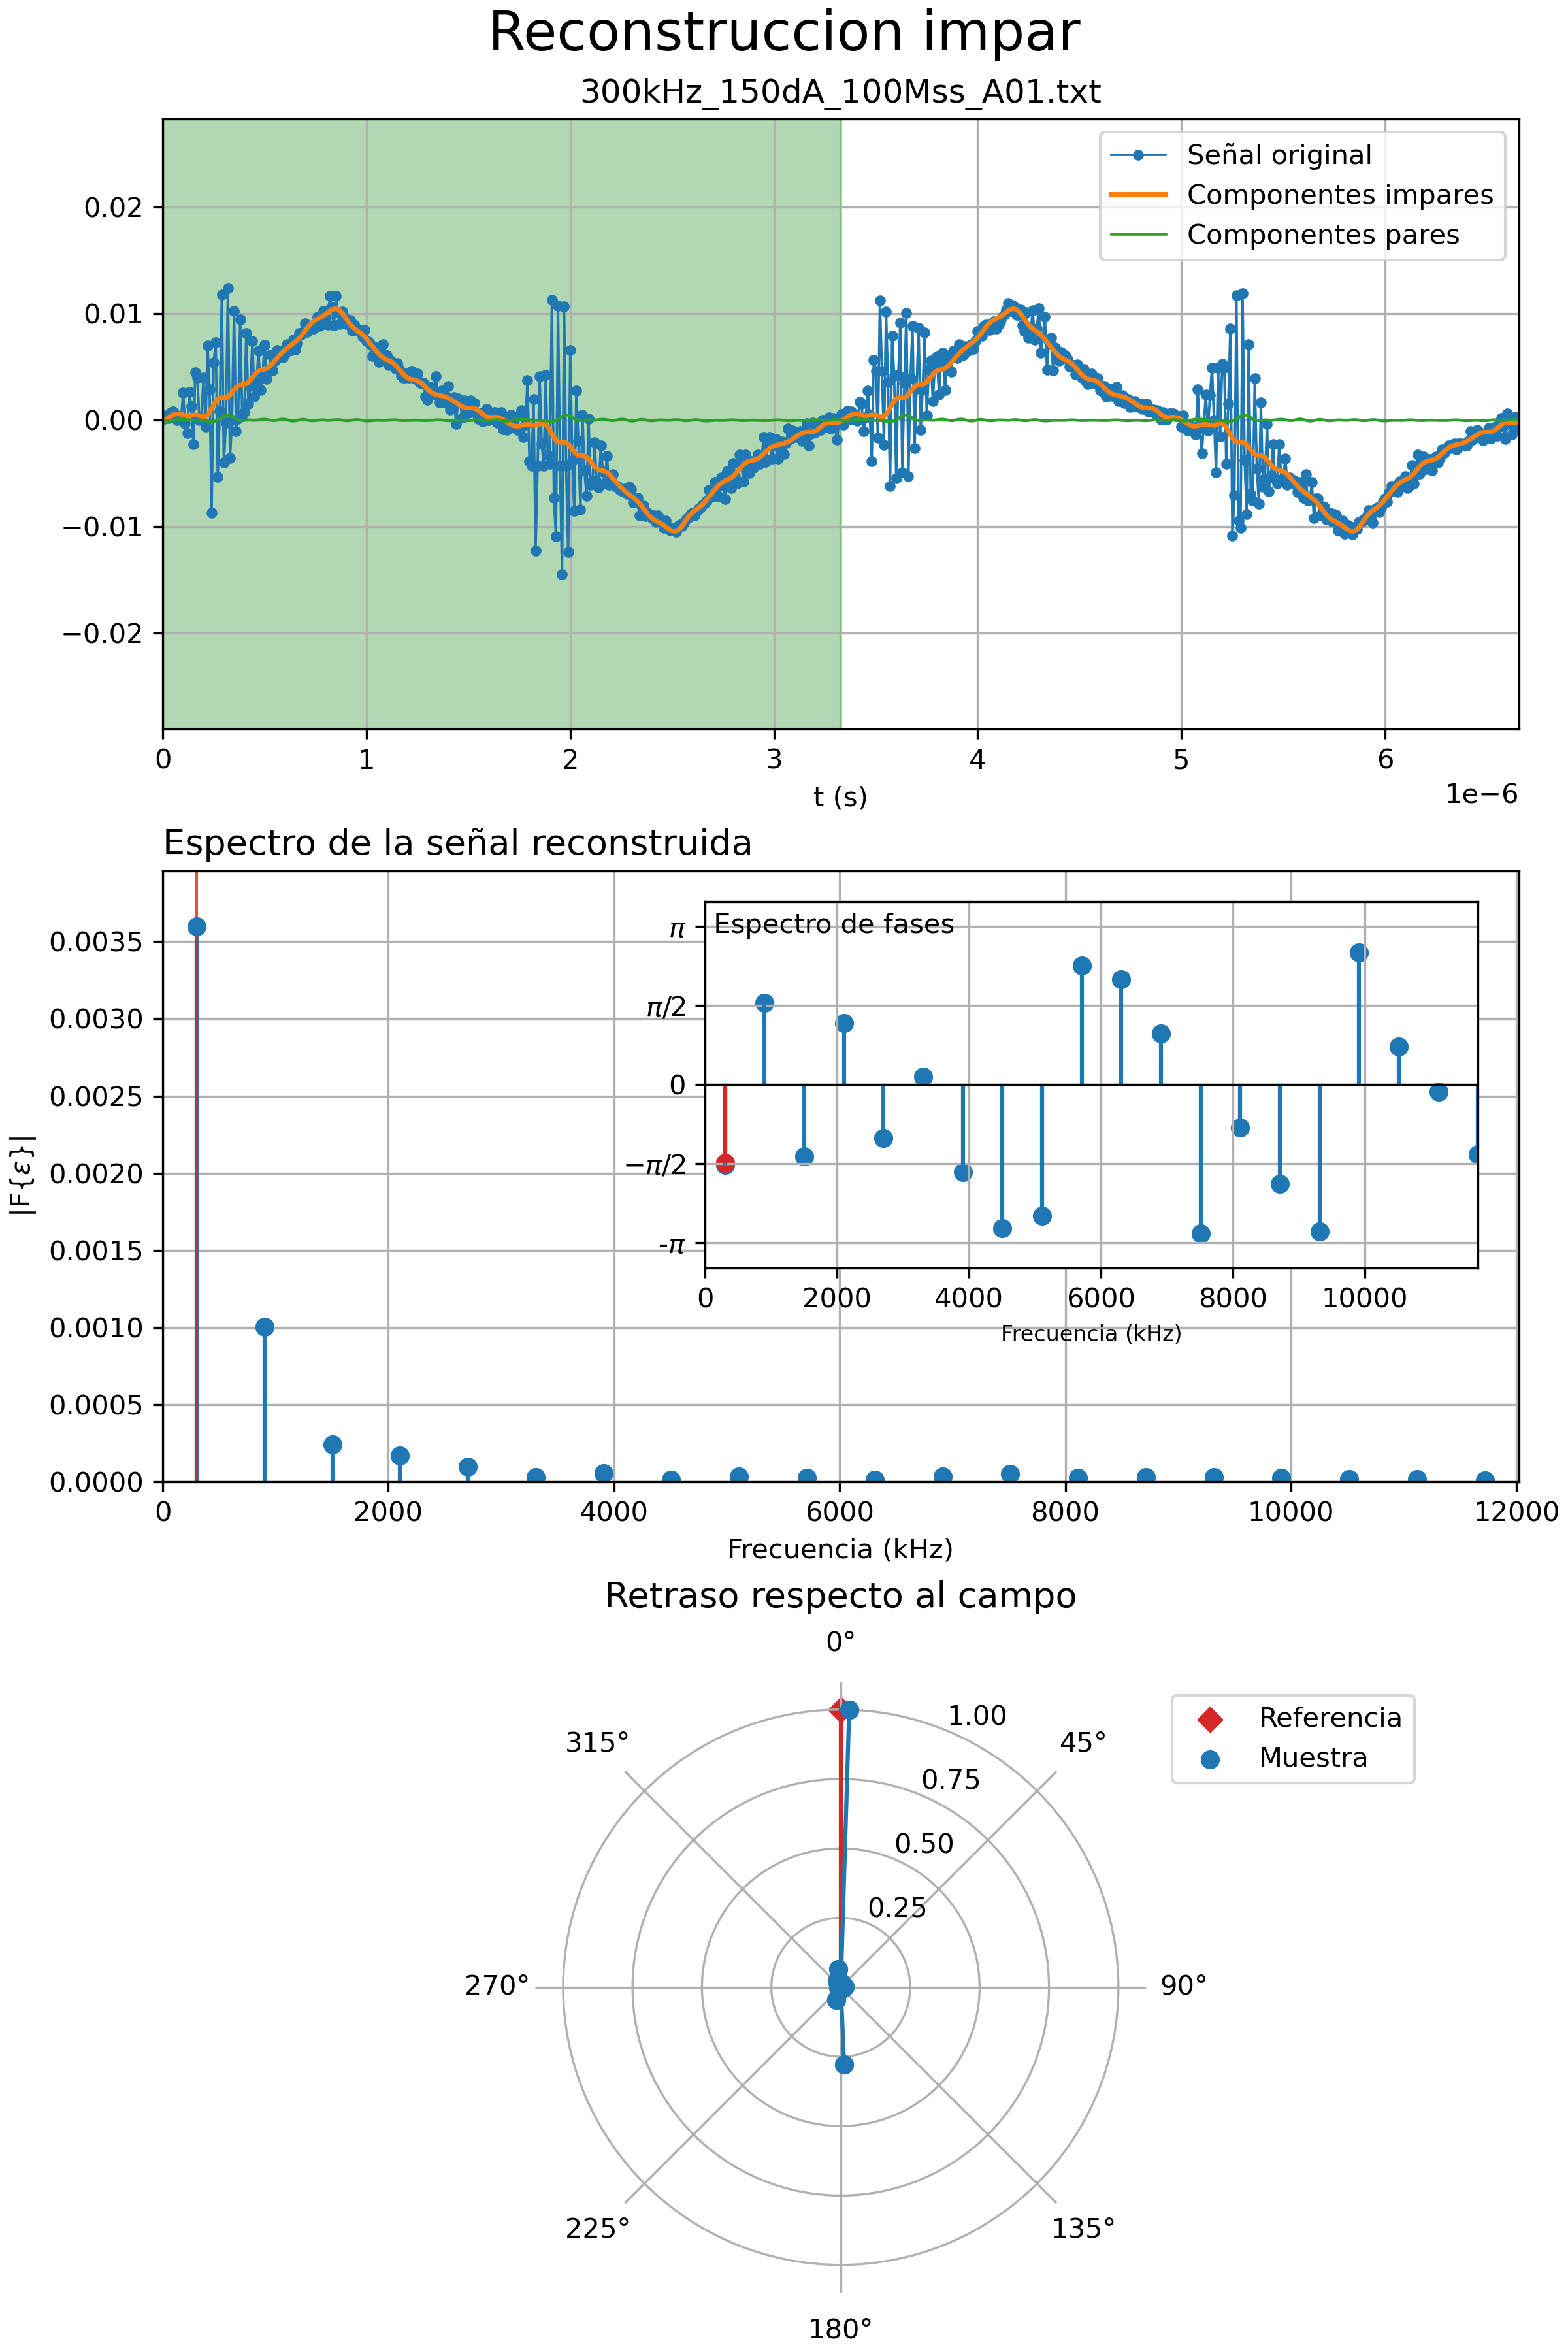 Reconstruccion impar
300kHz_150dA_100Mss_A01.txt
Señal original
Componentes impares
Componentes pares
0.02
0.01
0.00
−0.01
−0.02
0 1 2 3 4 5 6
1e−6
t (s)
Espectro de la señal reconstruida
Espectro de fases
π
π/2
0
−π/2
-π
0 2000 4000 6000 8000 10000
Frecuencia (kHz)
|F{ε}|
0.0035
0.0030
0.0025
0.0020
0.0015
0.0010
0.0005
0.0000
0 2000 4000 6000 8000 10000 12000
Frecuencia (kHz)
Retraso respecto al campo
0°
Referencia
Muestra
315°
45°
1.00
0.75
0.50
0.25
270°
90°
225°
135°
180°